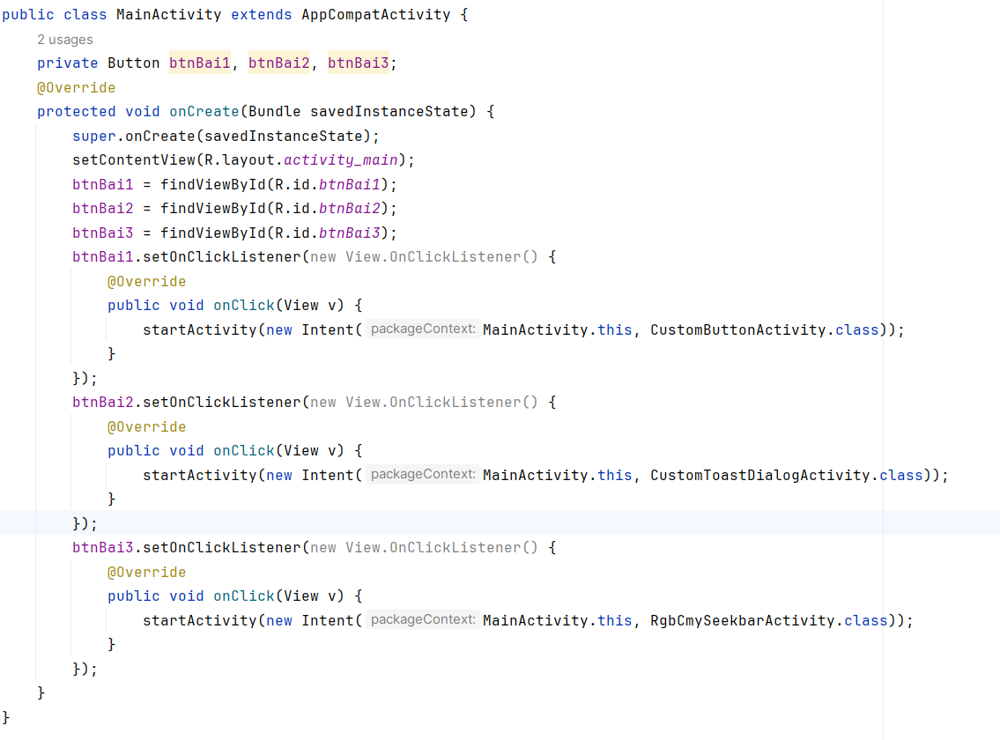 public class MainActivity extends AppCompatActivity {
2 usages
private Button btnBai1, btnBai2, btnBai3;
@Override
protected void onCreate(Bundle savedInstanceState) {
super.onCreate(savedInstanceState);
setContentView(R.layout.activity_main);
btnBai1 = findViewById(R.id.btnBai1);
btnBai2 = findViewById(R.id.btnBai2);
btnBai3 = findViewById(R.id.btnBai3);
btnBai1.setOnClickListener(new View.OnClickListener() {
@Override
public void onClick(View v) {
startActivity(new Intent( packageContext: MainActivity.this, CustomButtonActivity.class));
}
});
btnBai2.setOnClickListener(new View.OnClickListener() {
@Override
public void onClick(View v) {
startActivity(new Intent( packageContext: MainActivity.this, CustomToastDialogActivity.class));
}
});
btnBai3.setOnClickListener(new View.OnClickListener() {
@Override
public void onClick(View v) {
startActivity(new Intent( packageContext: MainActivity.this, RgbCmySeekbarActivity.class));
}
});
}
}